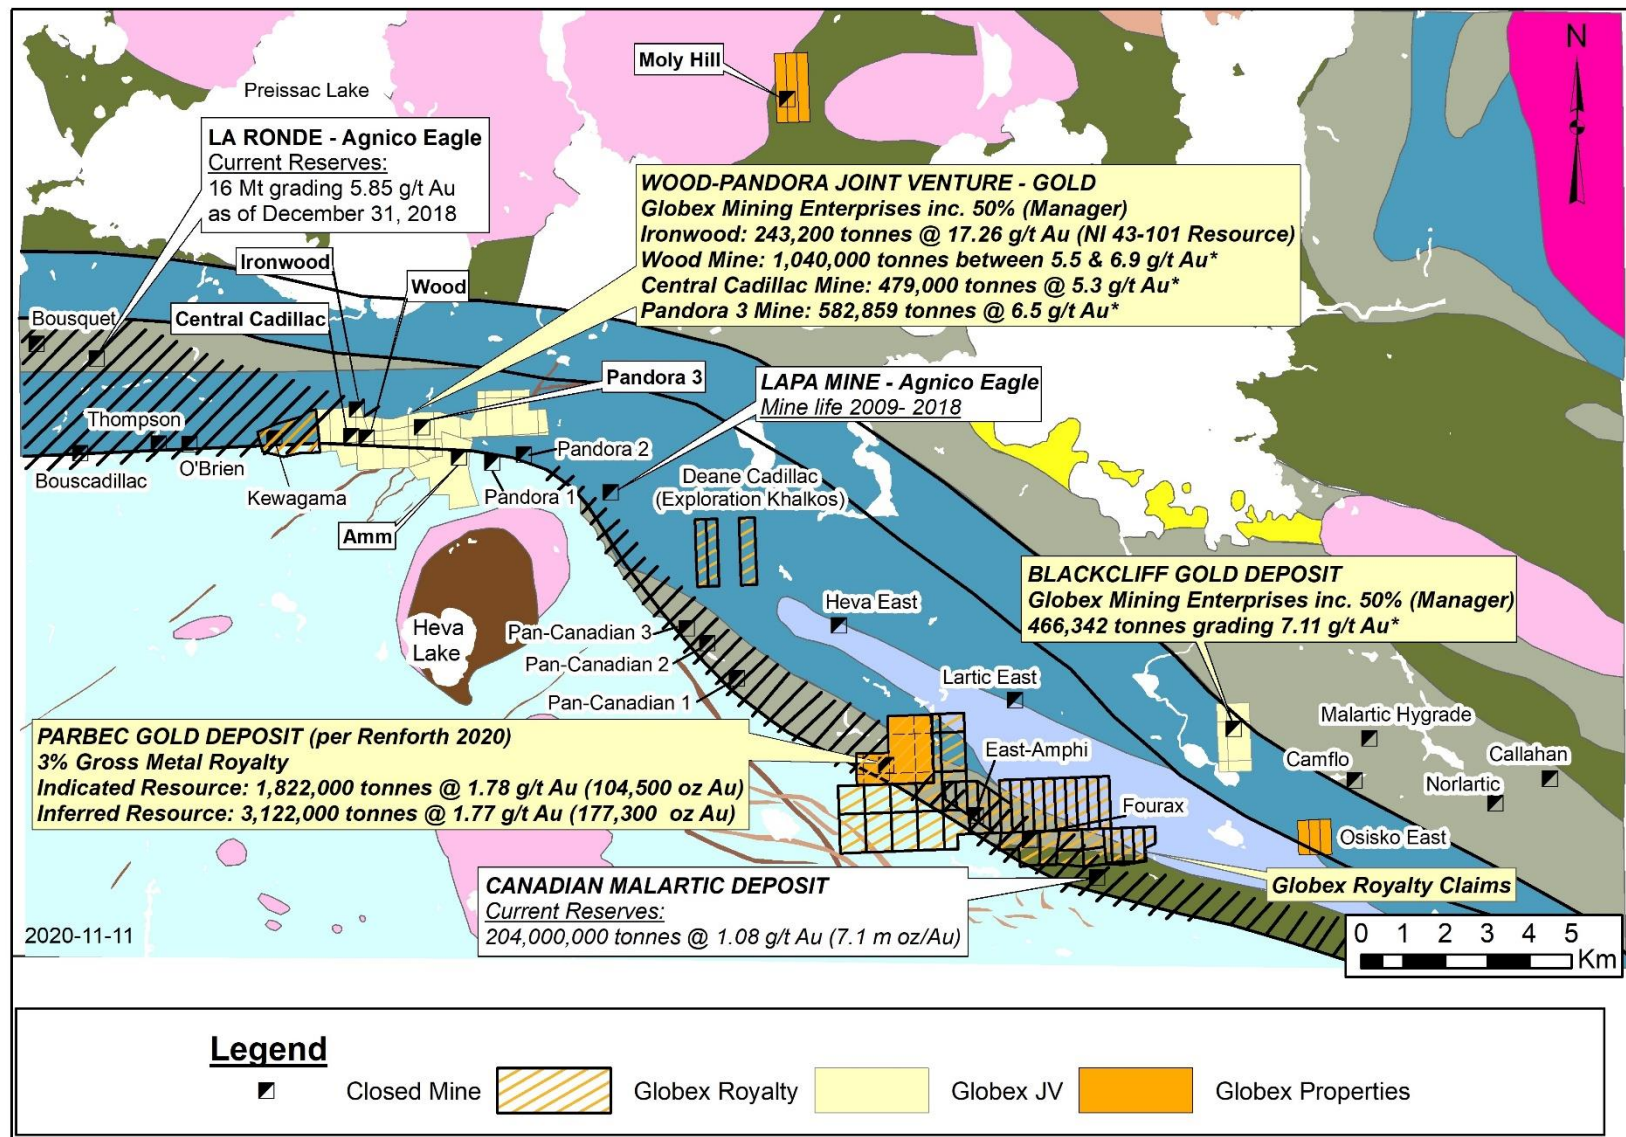 N
Moly Hill
Preissac Lake
LA RONDE - Agnico Eagle
Current Reserves:
16 Mt grading 5.85 g/t Au
as of December 31, 2018
WOOD-PANDORA JOINT VENTURE - GOLD
Globex Mining Enterprises inc. 50% (Manager)
Ironwood: 243,200 tonnes @ 17.26 g/t Au (NI 43-101 Resource)
Wood Mine: 1,040,000 tonnes between 5.5 & 6.9 g/t Au*
Central Cadillac Mine: 479,000 tonnes @ 5.3 g/t Au*
Pandora 3 Mine: 582,859 tonnes @ 6.5 g/t Au*
Ironwood
Wood
Bousquet
Central Cadillac
Pandora 3
LAPA MINE - Agnico Eagle
Mine life 2009- 2018
Thompson
O'Brien
Bouscadillac
Kewagama
Amm
Pandora 1
Pandora 2
Deane Cadillac
(Exploration Khalkos)
Heva
Lake
Pan-Canadian 3
Pan-Canadian 2
Pan-Canadian 1
Heva East
BLACKCLIFF GOLD DEPOSIT
Globex Mining Enterprises inc. 50% (Manager)
466,342 tonnes grading 7.11 g/t Au*
Lartic East
Malartic Hygrade
Camflo
Callahan
Norlartic
PARBEC GOLD DEPOSIT (per Renforth 2020)
3% Gross Metal Royalty
Indicated Resource: 1,822,000 tonnes @ 1.78 g/t Au (104,500 oz Au)
Inferred Resource: 3,122,000 tonnes @ 1.77 g/t Au (177,300 oz Au)
East-Amphi
Fourax
Osisko East
CANADIAN MALARTIC DEPOSIT
Current Reserves:
204,000,000 tonnes @ 1.08 g/t Au (7.1 m oz/Au)
Globex Royalty Claims
2020-11-11
0 1 2 3 4 5
Km
Legend
Closed Mine
Globex Royalty
Globex JV
Globex Properties